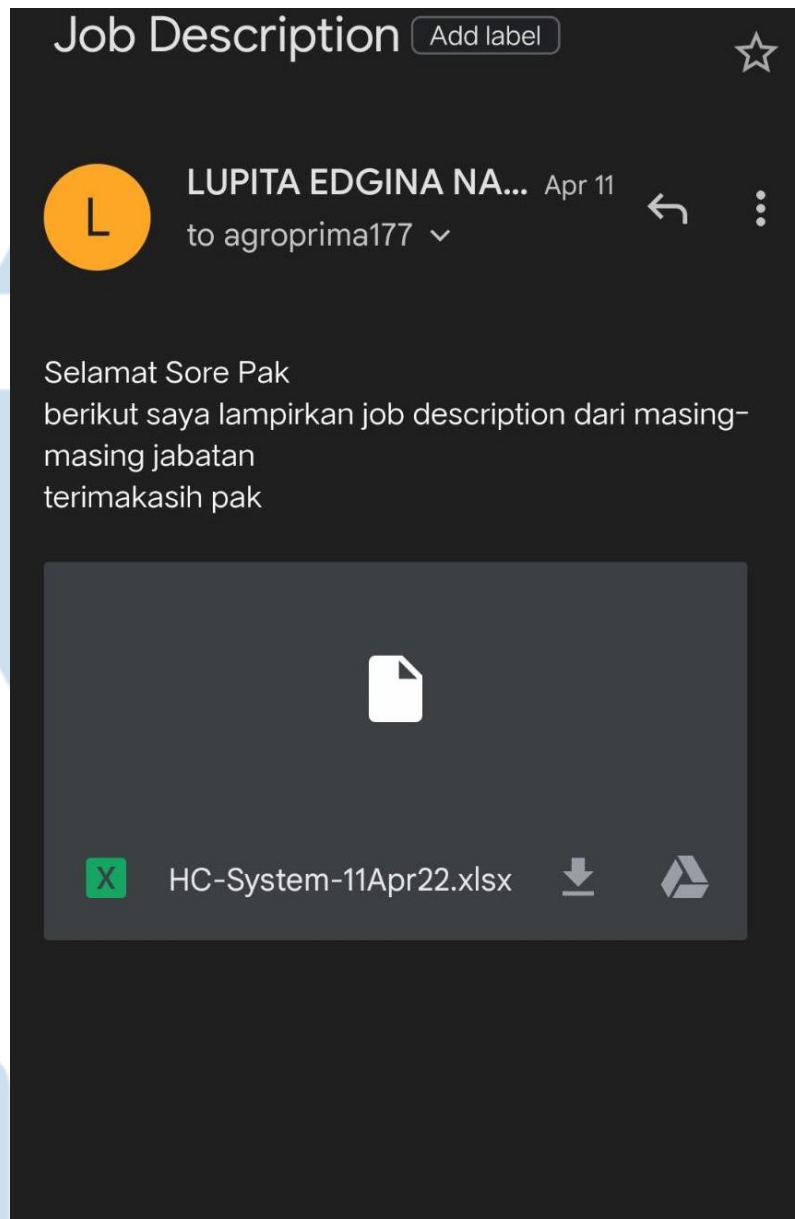 Job Description Add label
LUPITA EDGINA NA... Apr 11
L
to agroprima177
Selamat Sore Pak
berikut saya lampirkan job description dari masing-
masing jabatan
terimakasih pak
X HC-System-11Apr22.xlsx